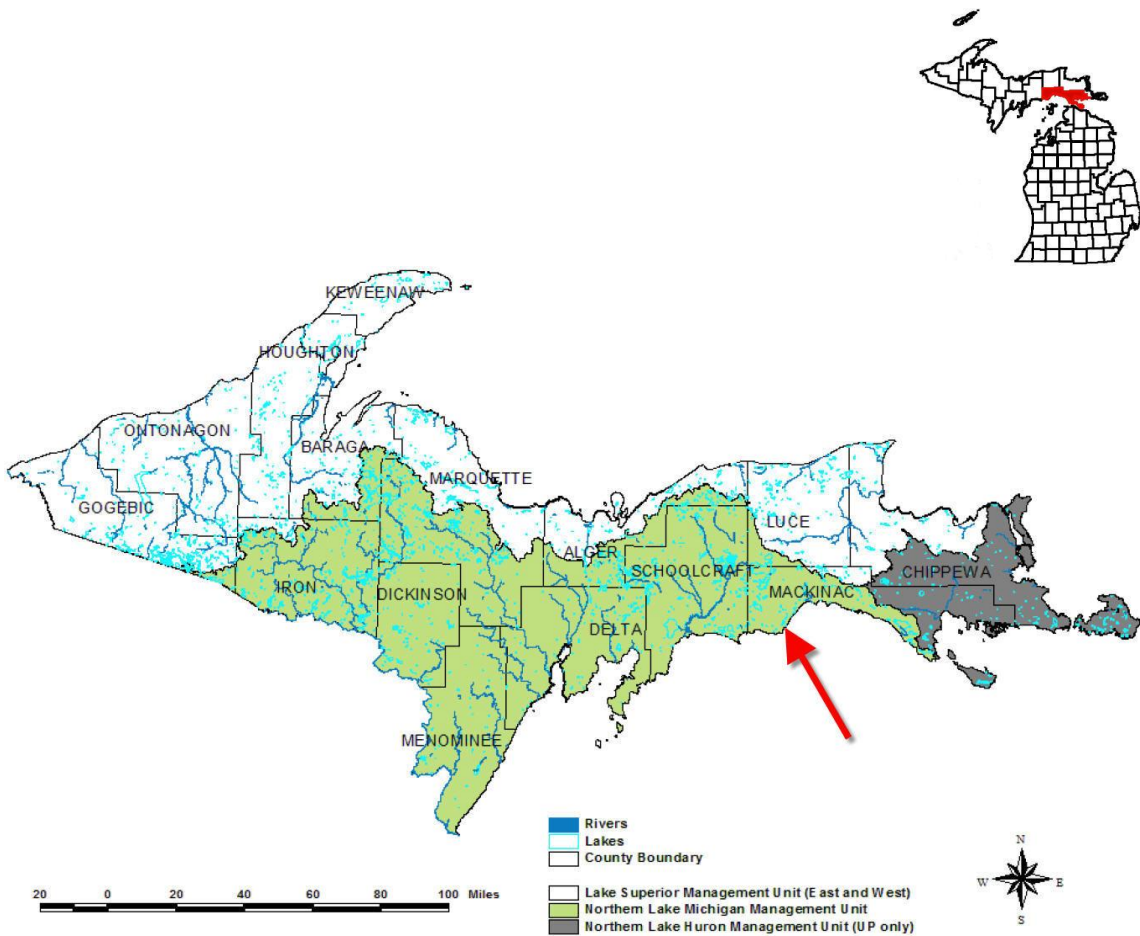 KEWEENAW
HOUGHTON
ONTONAGON
BARAGA
MARQUETTE
GOGEBIC
LUCE
ALGER
SCHOOLCRAFT
CHIPPEWA
IRON
DICKINSON
MACKINAC
DELTA
MENOMINEE
Rivers
Lakes
County Boundary
Lake Superior Management Unit (East and West)
Northern Lake Michigan Management Unit
Northern Lake Huron Management Unit (UP only)
20 0 20 40 60 80 100 Miles
N
W E
S